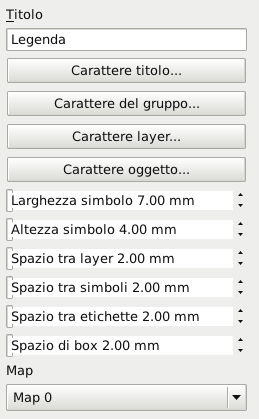 Titolo
Legenda
Carattere titolo...
Carattere del gruppo...
Carattere layer...
Carattere oggetto...
Larghezza simbolo 7.00 mm
Altezza simbolo 4.00 mm
Spazio tra layer 2.00 mm
Spazio tra simboli 2.00 mm
Spazio tra etichette 2.00 mm
Spazio di box 2.00 mm
Map
Map 0